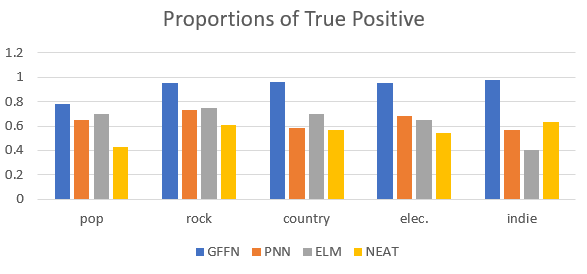 Proportions of True Positive
1.2
1
0.8
0.6
0.4
0.2
0
pop rock country elec. indie
GFFN PNN ELM NEAT